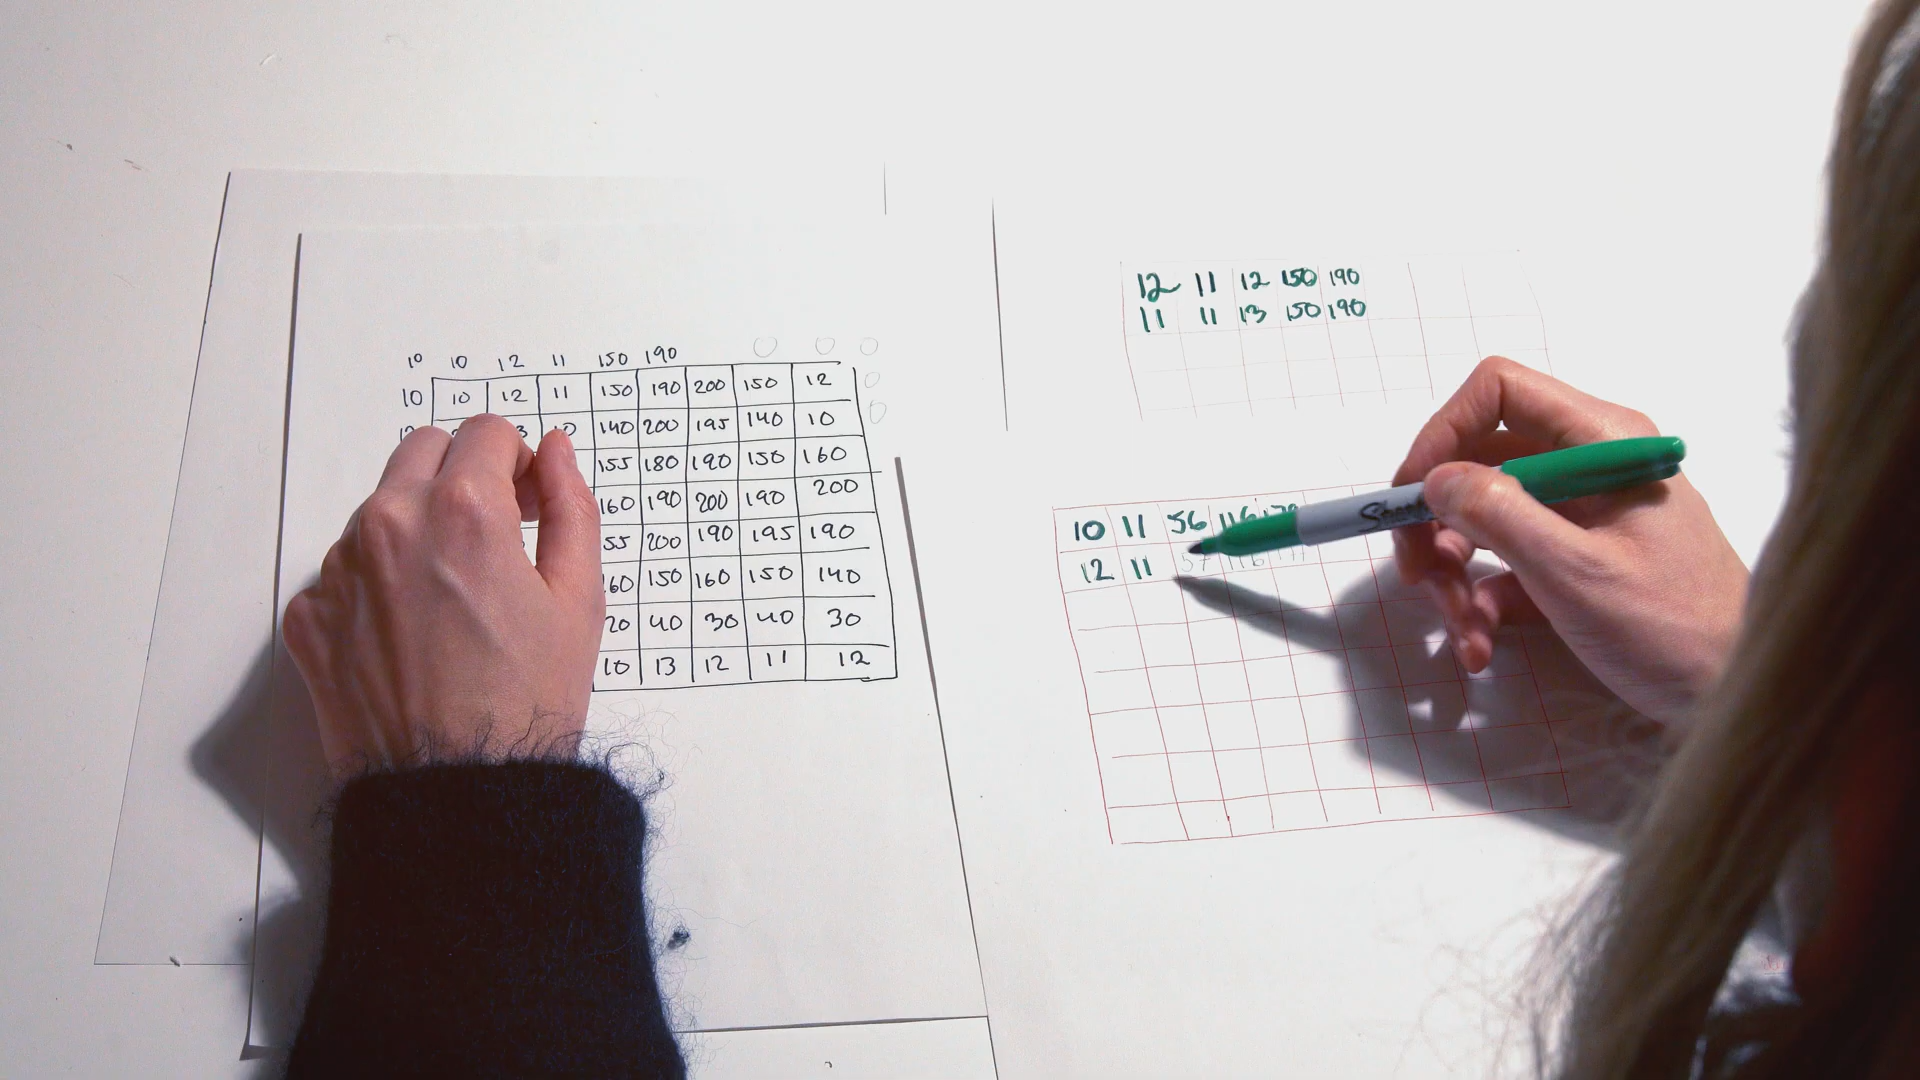 10 10 12 11 150 190
10 10 12 11 150 190 200 150 12
140 200 195 140 10
155 180 190 150 160
160 190 200 190 200
55 200 190 195 190
60 150 160 150 140
20 40 30 40 30
10 13 12 11 12
12 11 12 150 190
11 11 13 150 190
10 11 56 116
12 11 57 116